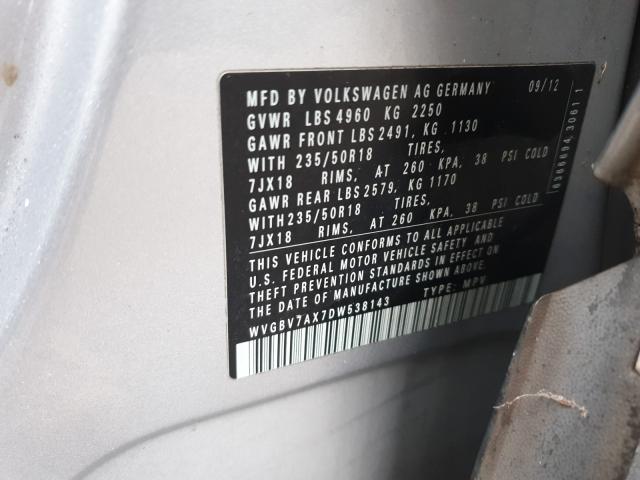 MFD BY VOLKSWAGEN AG GERMANY 09/12
GVWR LBS 4960 KG 2250
GAWR FRONT LBS 2491, KG 1130
WITH 235/50R18 TIRES,
7JX18 RIMS, AT 260 KPA, 38 PSI COLD
GAWR REAR LBS 2579, KG 1170
WITH 235/50R18 TIRES,
7JX18 RIMS, AT 260 KPA, 38 PSI COLD
THIS VEHICLE CONFORMS TO ALL APPLICABLE
U.S. FEDERAL MOTOR VEHICLE SAFETY AND
THEFT PREVENTION STANDARDS IN EFFECT ON
THE DATE OF MANUFACTURE SHOWN ABOVE.
WVGBV7AX7DW538143 TYPE: MPV